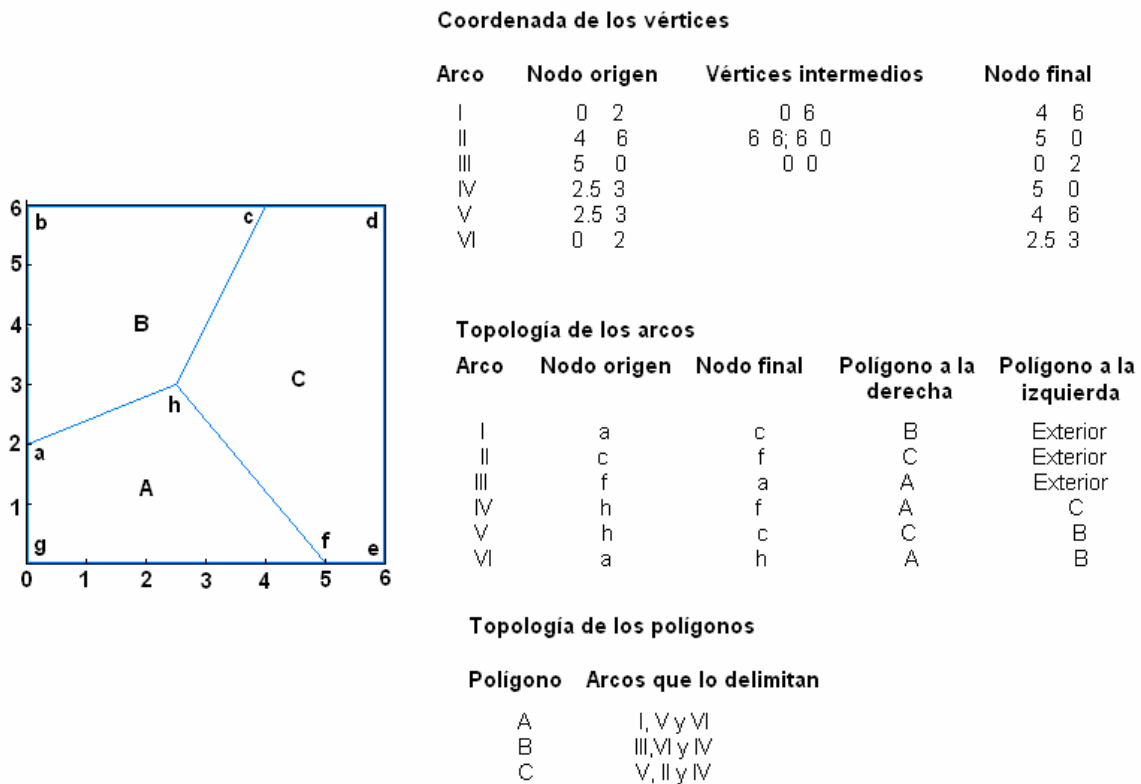 Coordenada de los vértices
Arco Nodo origen Vértices intermedios Nodo final
I 0 2 0 6 4 6
II 4 6 6 6; 6 0 5 0
III 5 0 0 0 0 2
IV 2.5 3 5 0
V 2.5 3 4 6
VI 0 2 2.5 3
6 b c d
5
B
4
C
3
h
2
a
A
1
g f e
0 1 2 3 4 5 6
Topología de los arcos
Arco Nodo origen Nodo final Polígono a la derecha Polígono a la izquierda
I a c B Exterior
II c f C Exterior
III f a A Exterior
IV h f A C
V h c C B
VI a h A B
Topología de los polígonos
Polígono Arcos que lo delimitan
A I, V y VI
B III,VI y IV
C V, II y IV